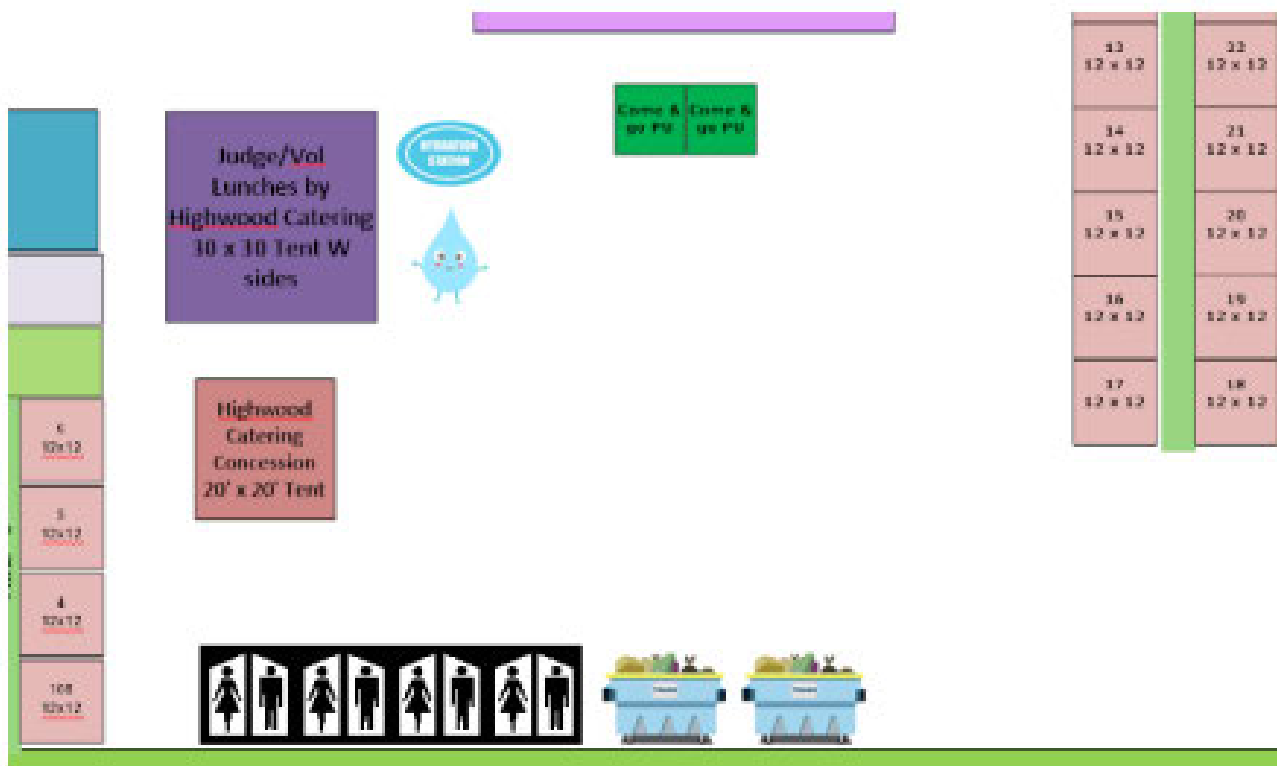 Judge/Vol
Lunches by
Highwood Catering
30 x 30 Tent W
sides
HYDRATION
STATION
Come &
go PU
Come &
go PU
Highwood
Catering
Concession
20' x 20' Tent
6
12x12
5
12x12
4
12x12
12x12
13
12 x 12
14
12 x 12
15
12 x 12
16
12 x 12
17
12 x 12
22
12 x 12
21
12 x 12
20
12 x 12
19
12 x 12
18
12 x 12